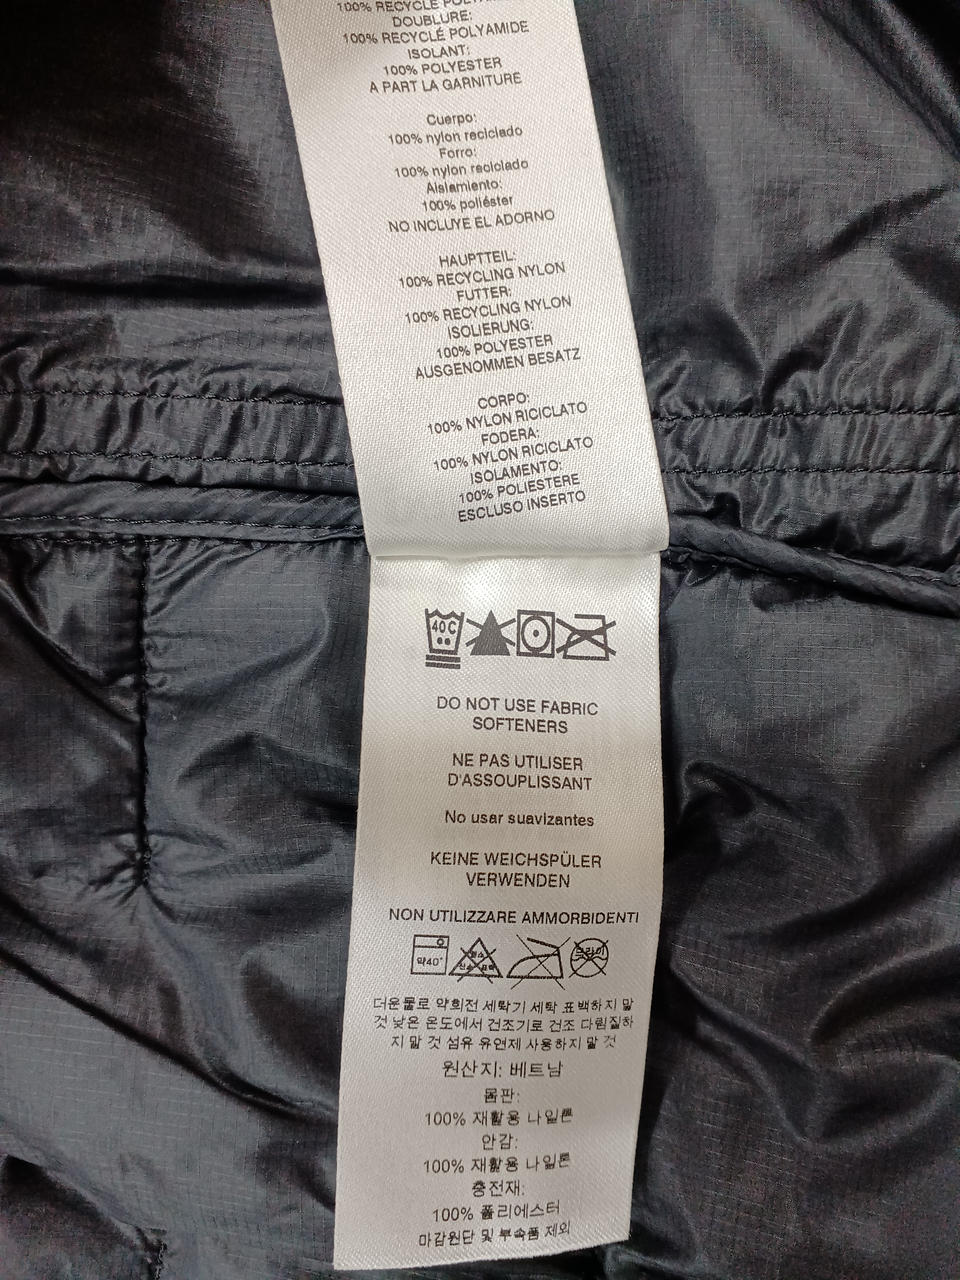 100% RECYCLÉ POLYAMIDE
DOUBLURE:
100% RECYCLÉ POLYAMIDE
ISOLANT:
100% POLYESTER
A PART LA GARNITURE
Cuerpo:
100% nylon reciclado
Forro:
100% nylon reciclado
Aislamiento:
100% poliéster
NO INCLUYE EL ADORNO
HAUPTTEIL:
100% RECYCLING NYLON
FUTTER:
100% RECYCLING NYLON
ISOLIERUNG:
100% POLYESTER
AUSGENOMMEN BESATZ
CORPO:
100% NYLON RICICLATO
FODERA:
100% NYLON RICICLATO
ISOLAMENTO:
100% POLIESTERE
ESCLUSO INSERTO
40C
DO NOT USE FABRIC
SOFTENERS
NE PAS UTILISER
D'ASSOUPLISSANT
No usar suavizantes
KEINE WEICHSPÜLER
VERWENDEN
NON UTILIZZARE AMMORBIDENTI
약40°
더운물로 약회전 세탁기 세탁 표백하지 말
것 낮은 온도에서 건조기로 건조 다림질하
지 말 것 섬유 유연제 사용하지 말 것
원산지: 베트남
몸판:
100% 재활용 나일론
안감:
100% 재활용 나일론
충전재:
100% 폴리에스터
마감원단 및 부속품 제외